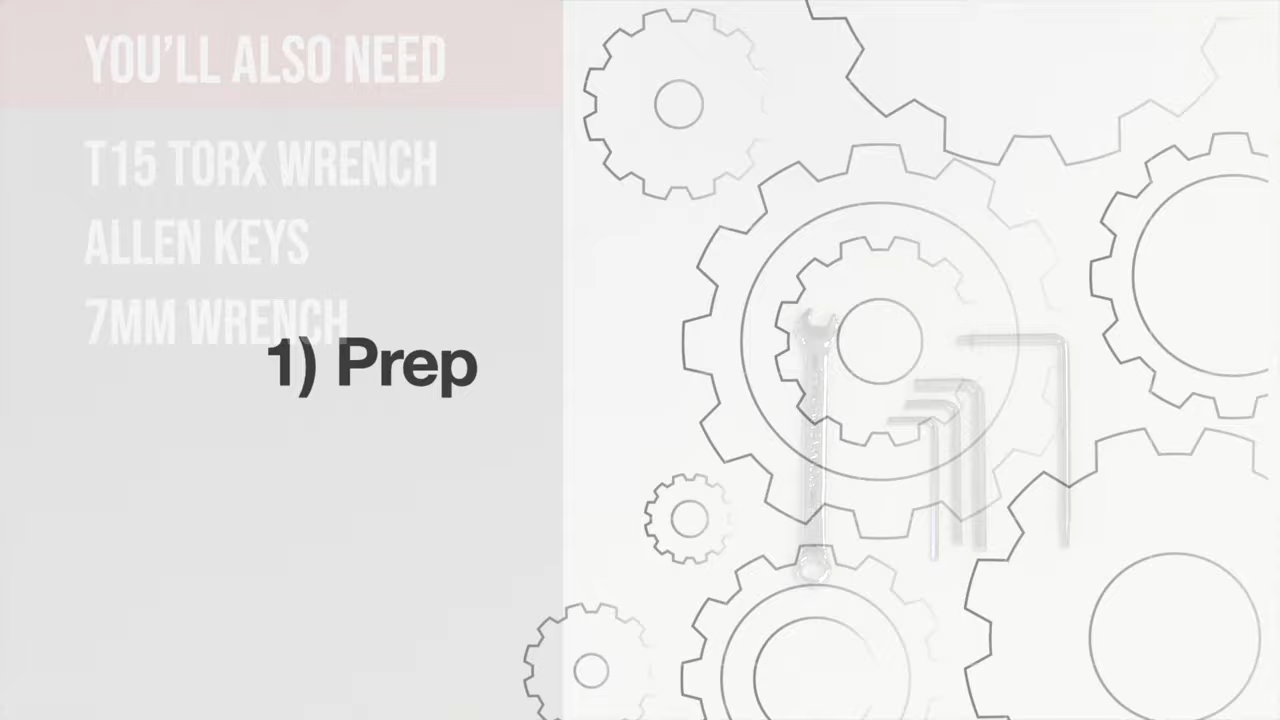 YOU'LL ALSO NEED
T15 TORX WRENCH
ALLEN KEYS
7MM WRENCH
1) Prep